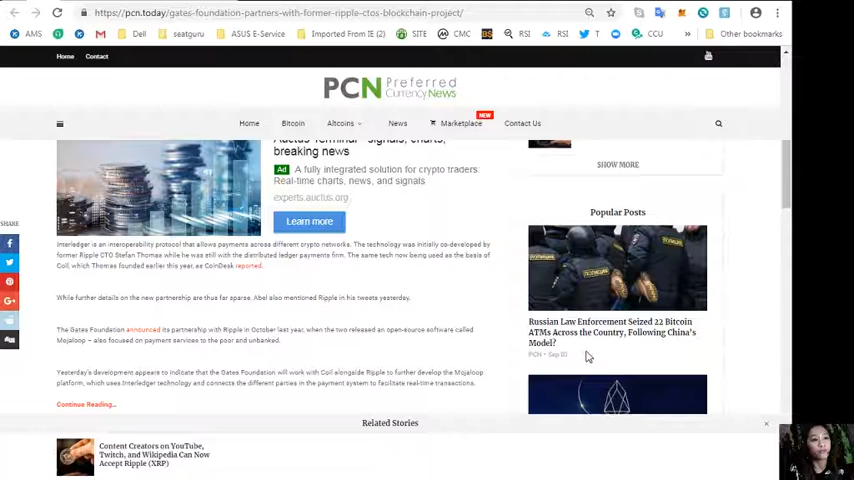 https://pcn.today/gates-foundation-partners-with-former-ripple-ctos-blockchain-project/
AMS
Dell
seatguru
ASUS E-Service
Imported From IE (2)
SITE
CMC
RSI
RSI
T
CCU
»
Other bookmarks
Home
Contact
PCN Preferred
Currency News
Home
Bitcoin
Altcoins
News
Marketplace
NEW
Contact Us
breaking news
Ad
A fully integrated solution for crypto traders:
Real-time charts, news, and signals
experts.auctus.org
Learn more
SHOW MORE
Popular Posts
SHARE
Interledger is an interoperability protocol that allows payments across different crypto networks. The technology was initially co-developed by
former Ripple CTO Stefan Thomas while he was still with the distributed ledger payments firm. The same tech now being used as the basis of
Coil, which Thomas founded earlier this year, as CoinDesk reported.
While further details on the new partnership are thus far sparse, Abel also mentioned Ripple in his tweets yesterday.
The Gates Foundation announced its partnership with Ripple in October last year, when the two released an open-source software called
Mojaloop – also focused on payment services to the poor and unbanked.
Yesterday's development appears to indicate that the Gates Foundation will work with Coil alongside Ripple to further develop the Mojaloop
platform, which uses Interledger technology and connects the different parties in the payment system to facilitate real-time transactions.
Continue Reading...
ПОЛИЦИЯ
ПОЛИЦИЯ
Russian Law Enforcement Seized 22 Bitcoin
ATMs Across the Country, Following China's
Model?
PCN • Sep 10
Related Stories
Content Creators on YouTube,
Twitch, and Wikipedia Can Now
Accept Ripple (XRP)